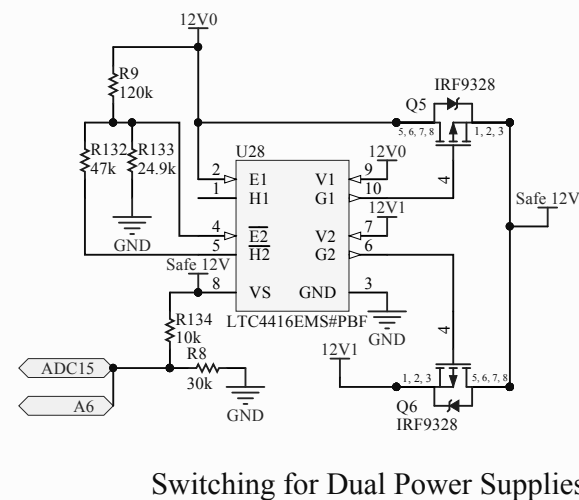 12V0
R9
120k
IRF9328
Q5
5, 6, 7, 8
1, 2, 3
R132
47k
R133
24.9k
U28
12V0
2
E1
V1
9
1
H1
G1
10
4
12V1
Safe 12V
4
E2
V2
7
5
H2
G2
6
GND
Safe 12V
8
VS
GND
3
4
LTC4416EMS#PBF
R134
10k
GND
R8
12V1
ADC15
30k
1, 2, 3
5, 6, 7, 8
A6
GND
Q6
IRF9328
Switching for Dual Power Supplies